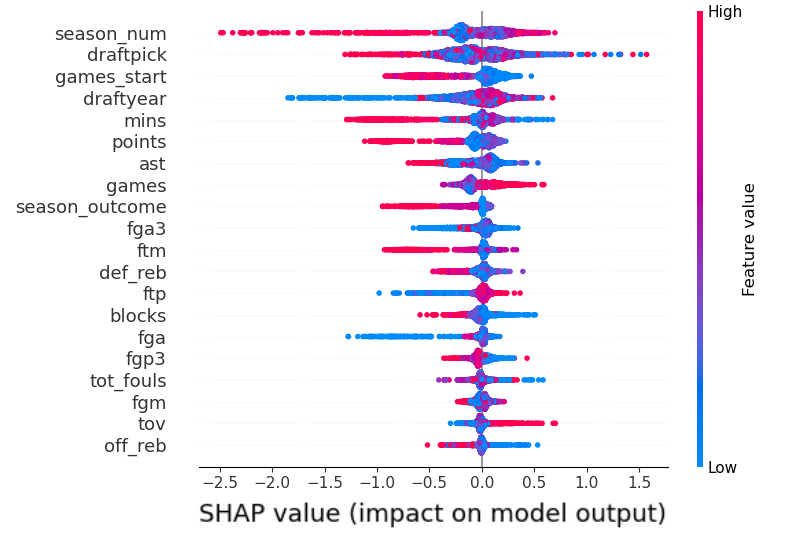 High
season_num
draftpick
games_start
draftyear
mins
points
ast
games
season_outcome
fga3
ftm
def_reb
ftp
blocks
fga
fgp3
tot_fouls
fgm
tov
off_reb
Feature value
Low
−2.5 −2.0 −1.5 −1.0 −0.5 0.0 0.5 1.0 1.5
SHAP value (impact on model output)